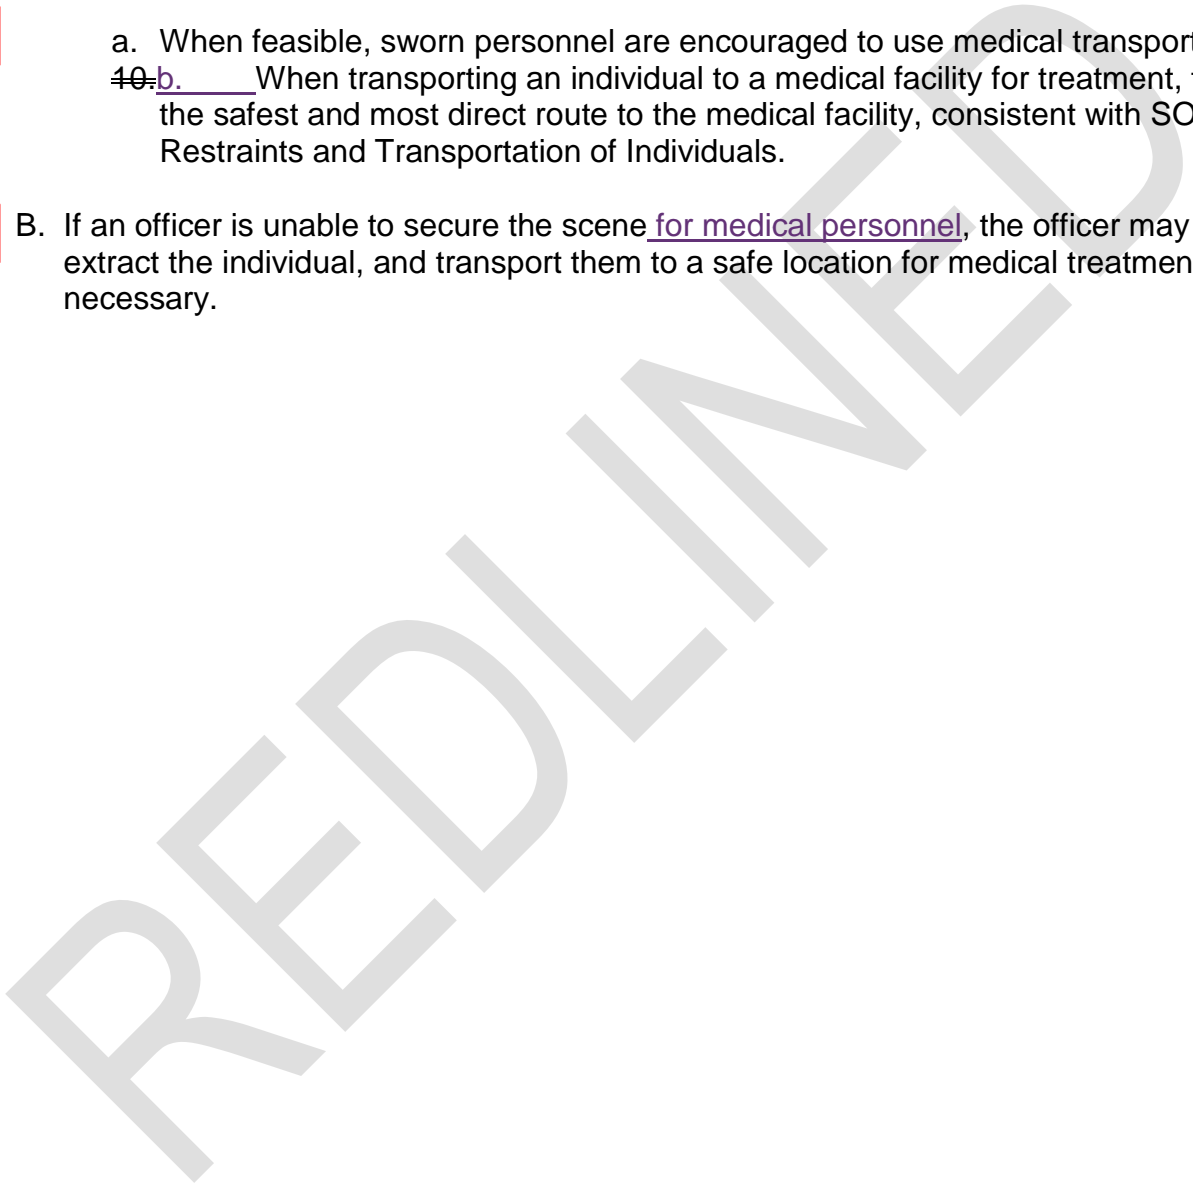 a. When feasible, sworn personnel are encouraged to use medical transport
10.b. When transporting an individual to a medical facility for treatment,
the safest and most direct route to the medical facility, consistent with SO
Restraints and Transportation of Individuals.
B. If an officer is unable to secure the scene for medical personnel, the officer may
extract the individual, and transport them to a safe location for medical treatmen
necessary.
REDLINED